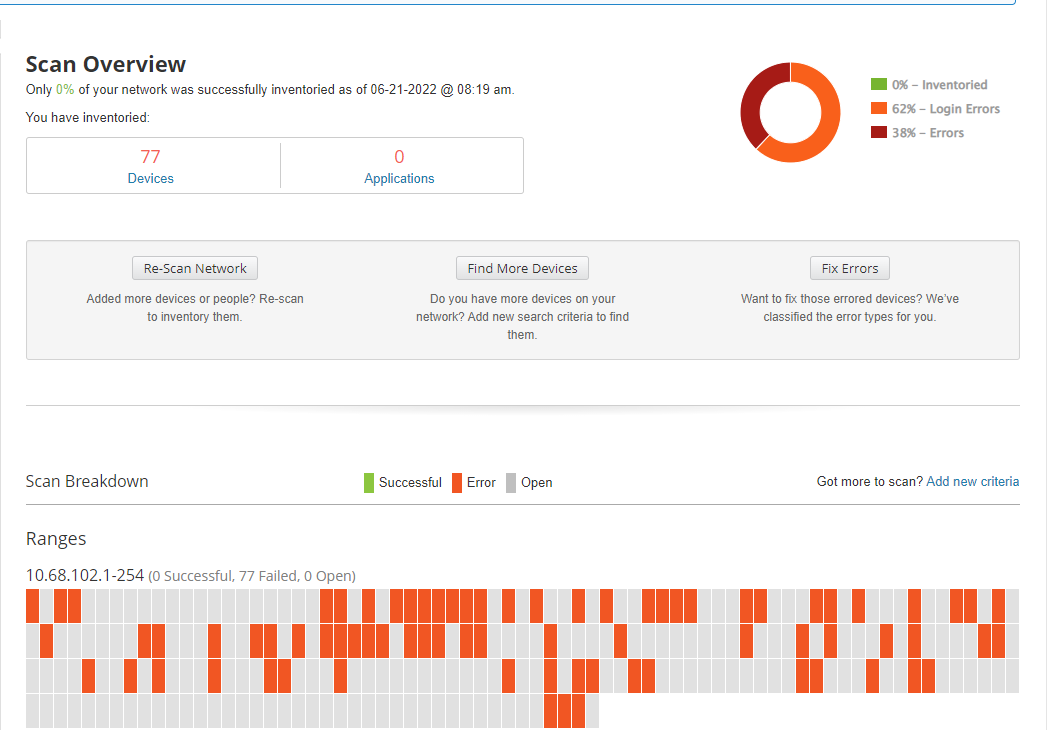 Scan Overview
Only 0% of your network was successfully inventoried as of 06-21-2022 @ 08:19 am.
You have inventoried:
77
Devices
0
Applications
0% – Inventoried
62% – Login Errors
38% – Errors
Re-Scan Network
Added more devices or people? Re-scan
to inventory them.
Find More Devices
Do you have more devices on your
network? Add new search criteria to find
them.
Fix Errors
Want to fix those errored devices? We've
classified the error types for you.
Scan Breakdown
Successful
Error
Open
Got more to scan? Add new criteria
Ranges
10.68.102.1-254 (0 Successful, 77 Failed, 0 Open)